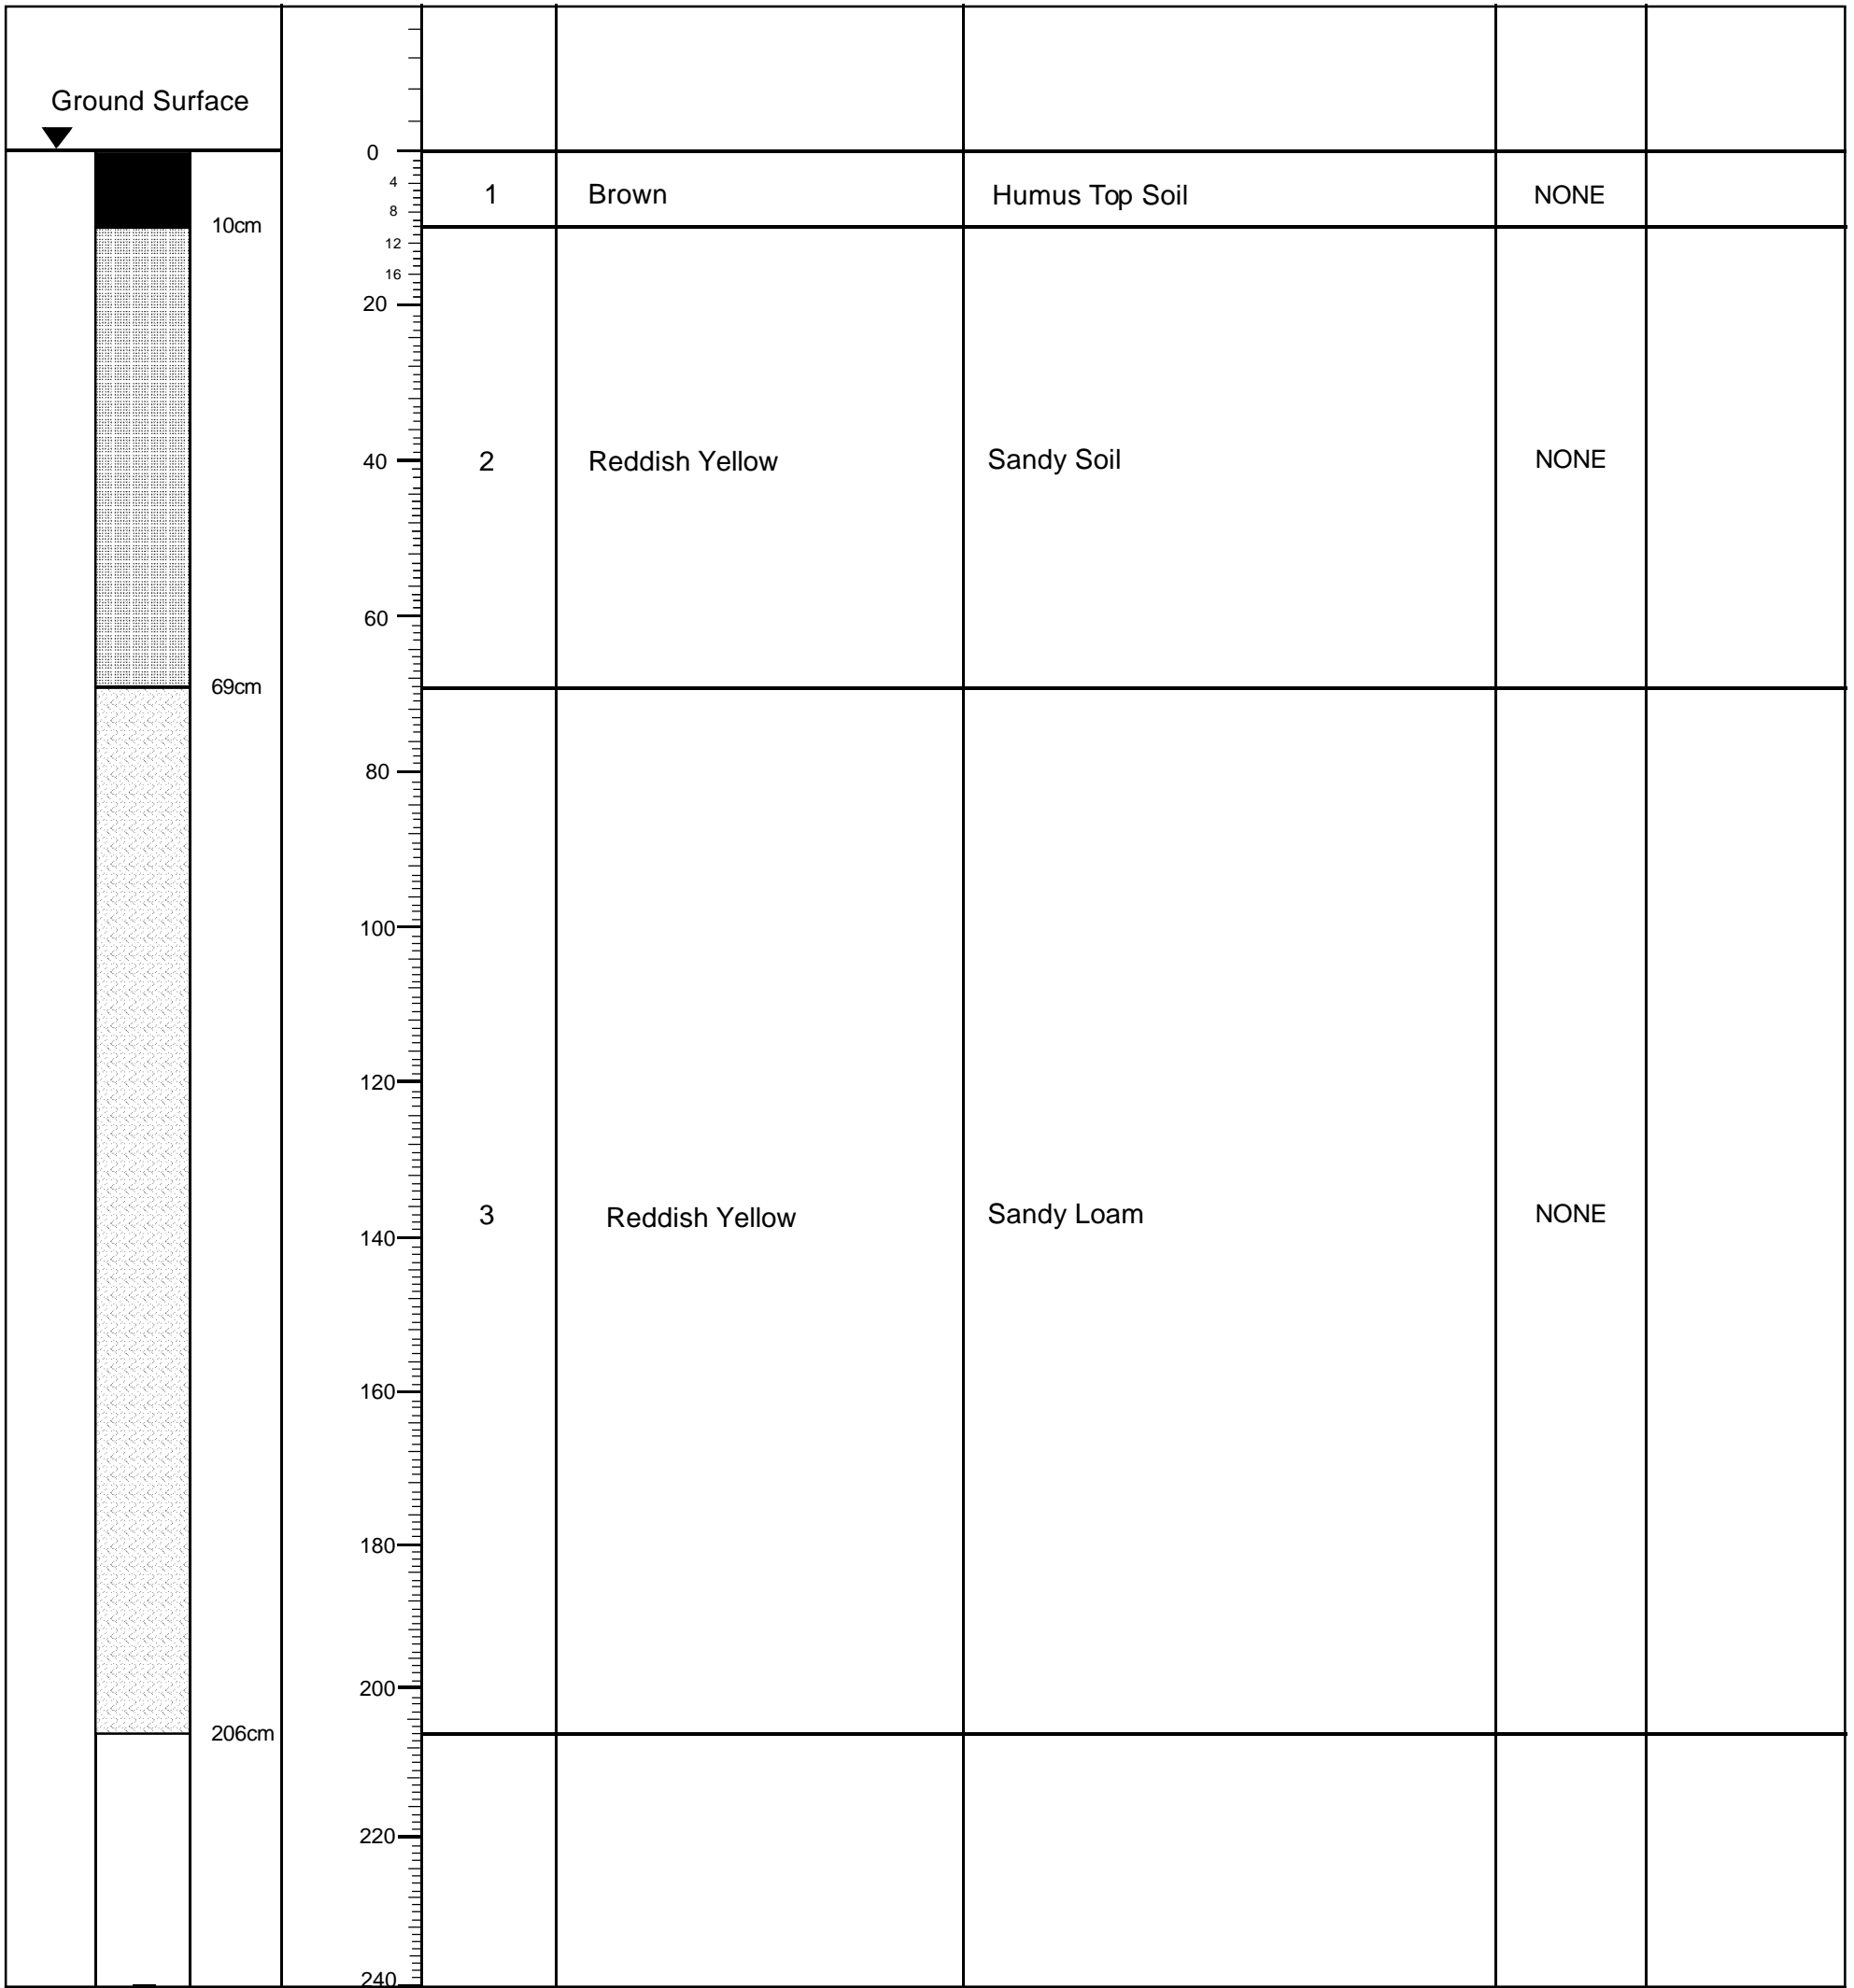 Ground Surface
0
4
1 Brown Humus Top Soil NONE
8
10cm
12
16
20
40 2 Reddish Yellow Sandy Soil NONE
60
69cm
80
100
120
3 Reddish Yellow Sandy Loam NONE
140
160
180
200
206cm
220
240